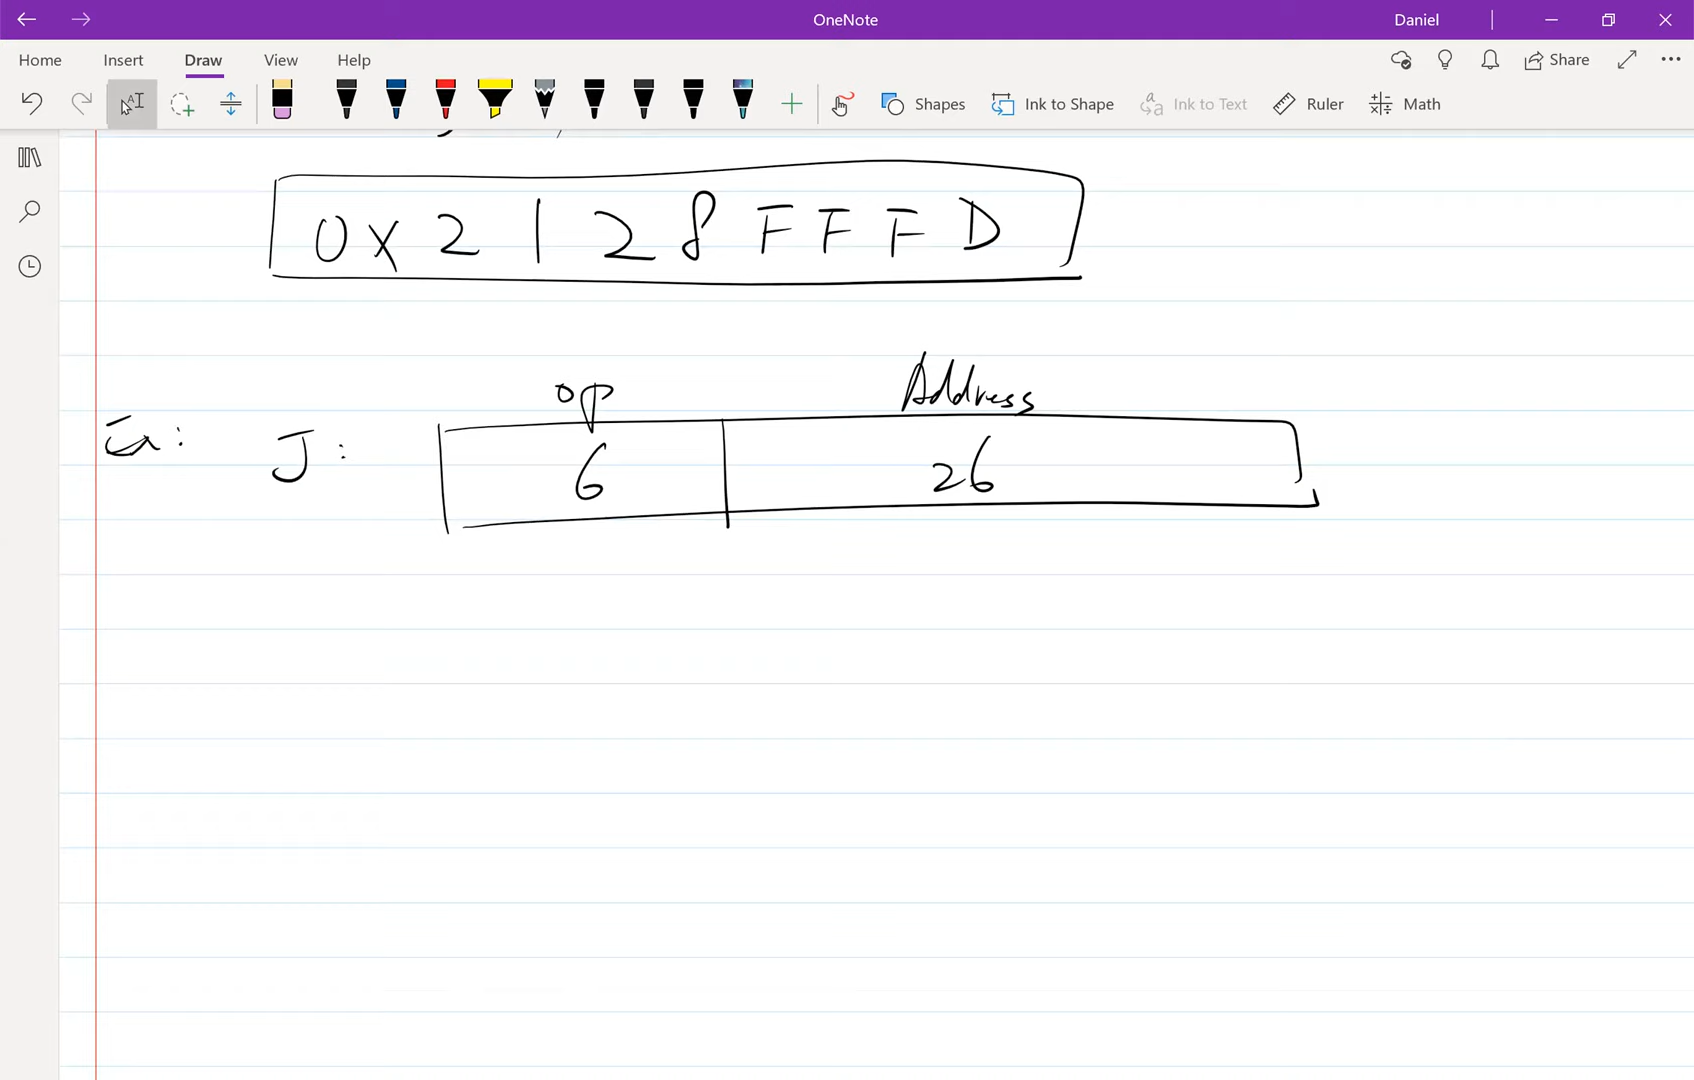 OneNote
Daniel
Home Insert Draw View Help
Share
Shapes Ink to Shape Ink to Text Ruler Math
0x2128FFFD
op Address
Ex: J: 6 26